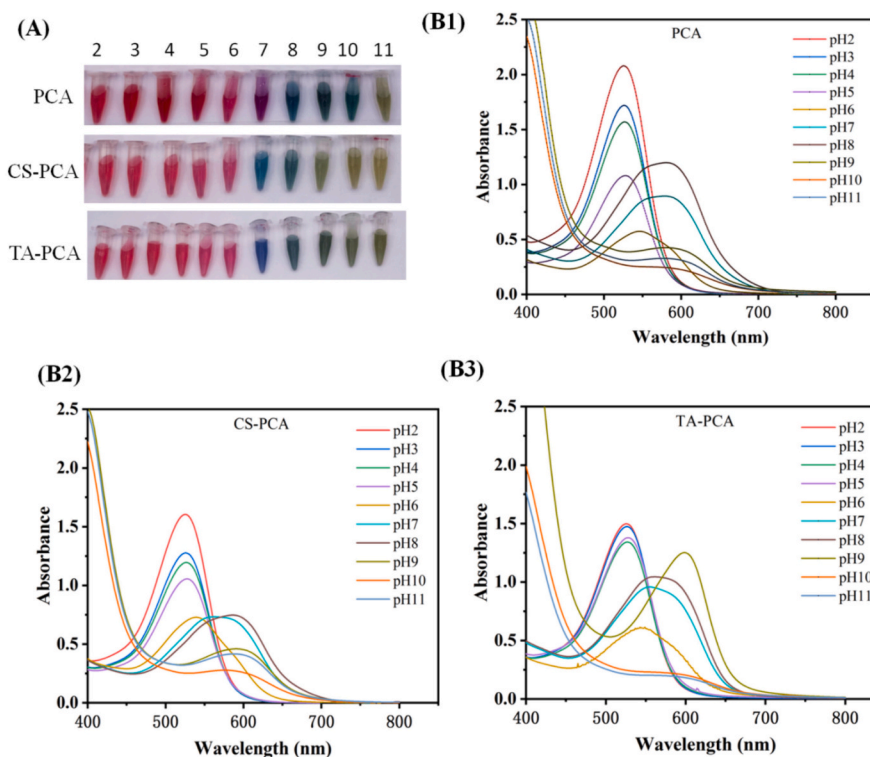 (A)
2 3 4 5 6 7 8 9 10 11
PCA
CS-PCA
TA-PCA
(B1)
PCA
pH2
pH3
pH4
pH5
pH6
pH7
pH8
pH9
pH10
pH11
2.5
2.0
1.5
1.0
0.5
0.0
Absorbance
400 500 600 700 800
Wavelength (nm)
(B2)
CS-PCA
pH2
pH3
pH4
pH5
pH6
pH7
pH8
pH9
pH10
pH11
2.5
2.0
1.5
1.0
0.5
0.0
Absorbance
400 500 600 700 800
Wavelength (nm)
(B3)
TA-PCA
pH2
pH3
pH4
pH5
pH6
pH7
pH8
pH9
pH10
pH11
2.5
2.0
1.5
1.0
0.5
0.0
Absorbance
400 500 600 700 800
Wavelength (nm)